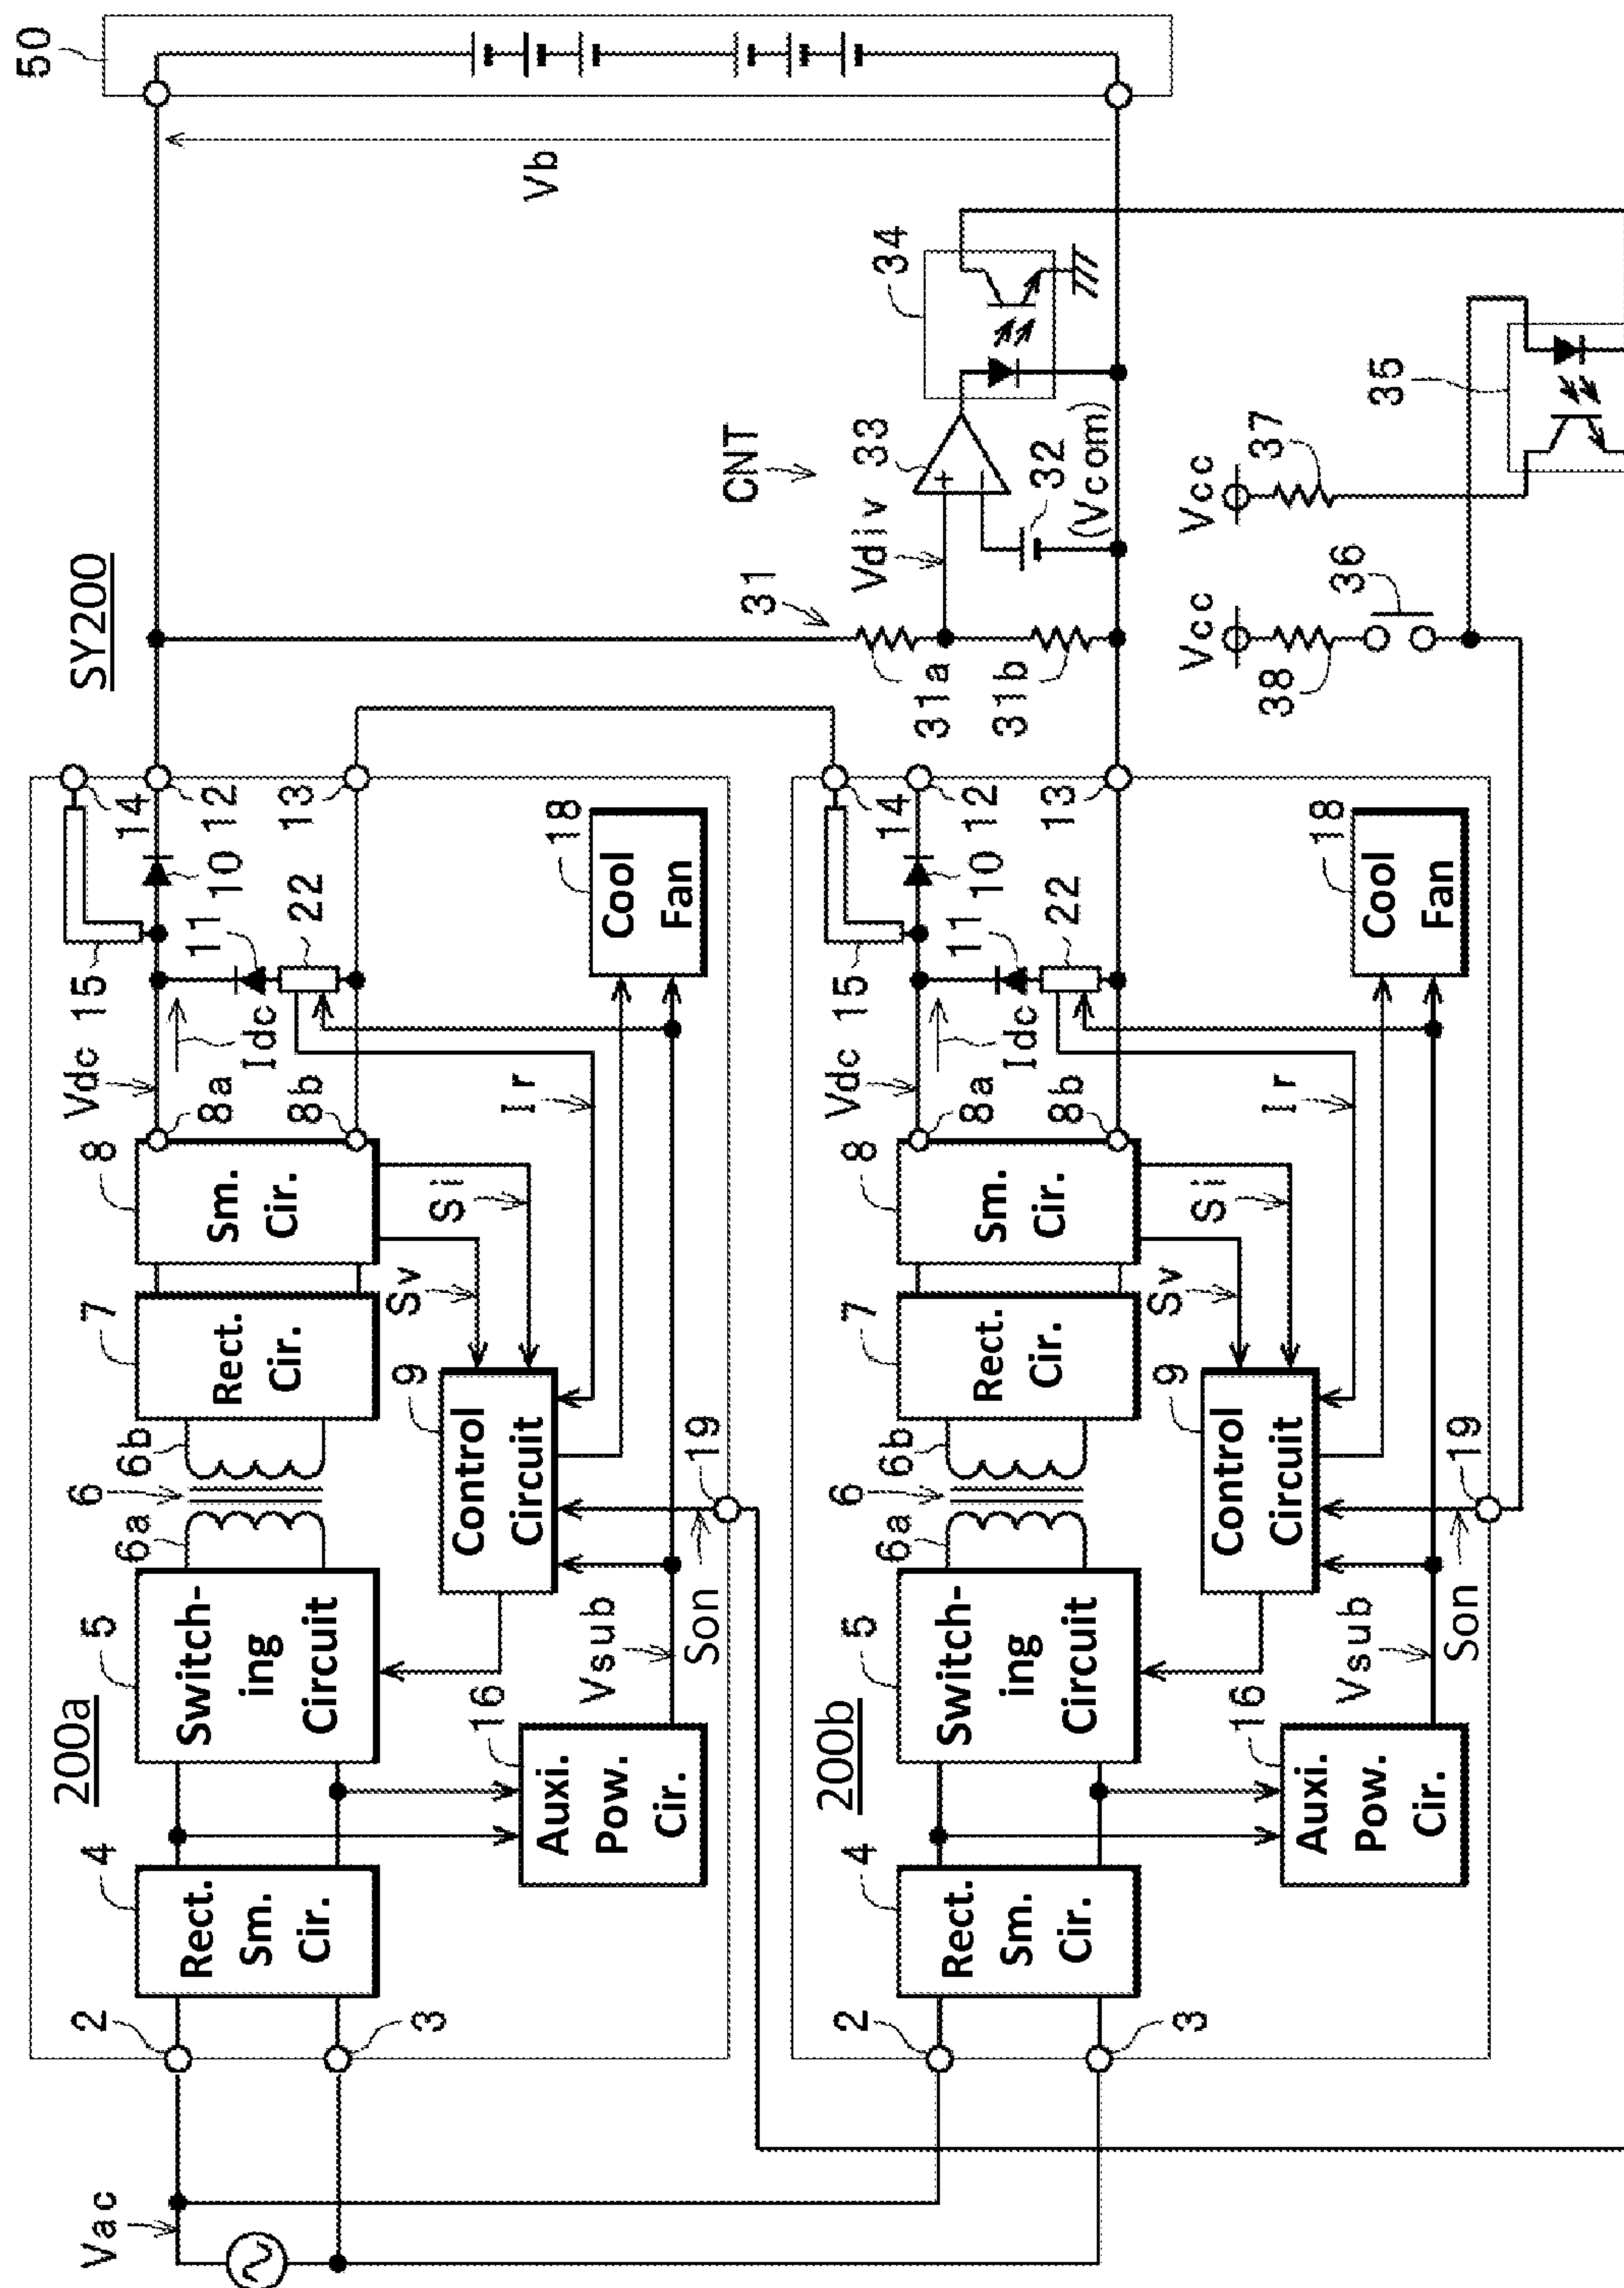 SY200
50
Vb
Vac
200a
2
3
4
Rect.
Sm.
Cir.
5
Switch-
ing
Circuit
6
6a
6b
7
Rect.
Cir.
8
Sm.
Cir.
8a
8b
Vdc
Idc
15
14
11
10
12
22
13
Sv
Si
Ir
9
Control
Circuit
18
Cool
Fan
16
Auxi.
Pow.
Cir.
Vsub
Son
19
200b
2
3
4
Rect.
Sm.
Cir.
5
Switch-
ing
Circuit
6
6a
6b
7
Rect.
Cir.
8
Sm.
Cir.
8a
8b
Vdc
Idc
15
14
11
10
12
22
13
Sv
Si
Ir
9
Control
Circuit
18
Cool
Fan
16
Auxi.
Pow.
Cir.
Vsub
Son
19
CNT
31
31a
31b
Vdiv
33
+
−
32
(Vcom)
34
Vcc
38
36
Vcc
37
35